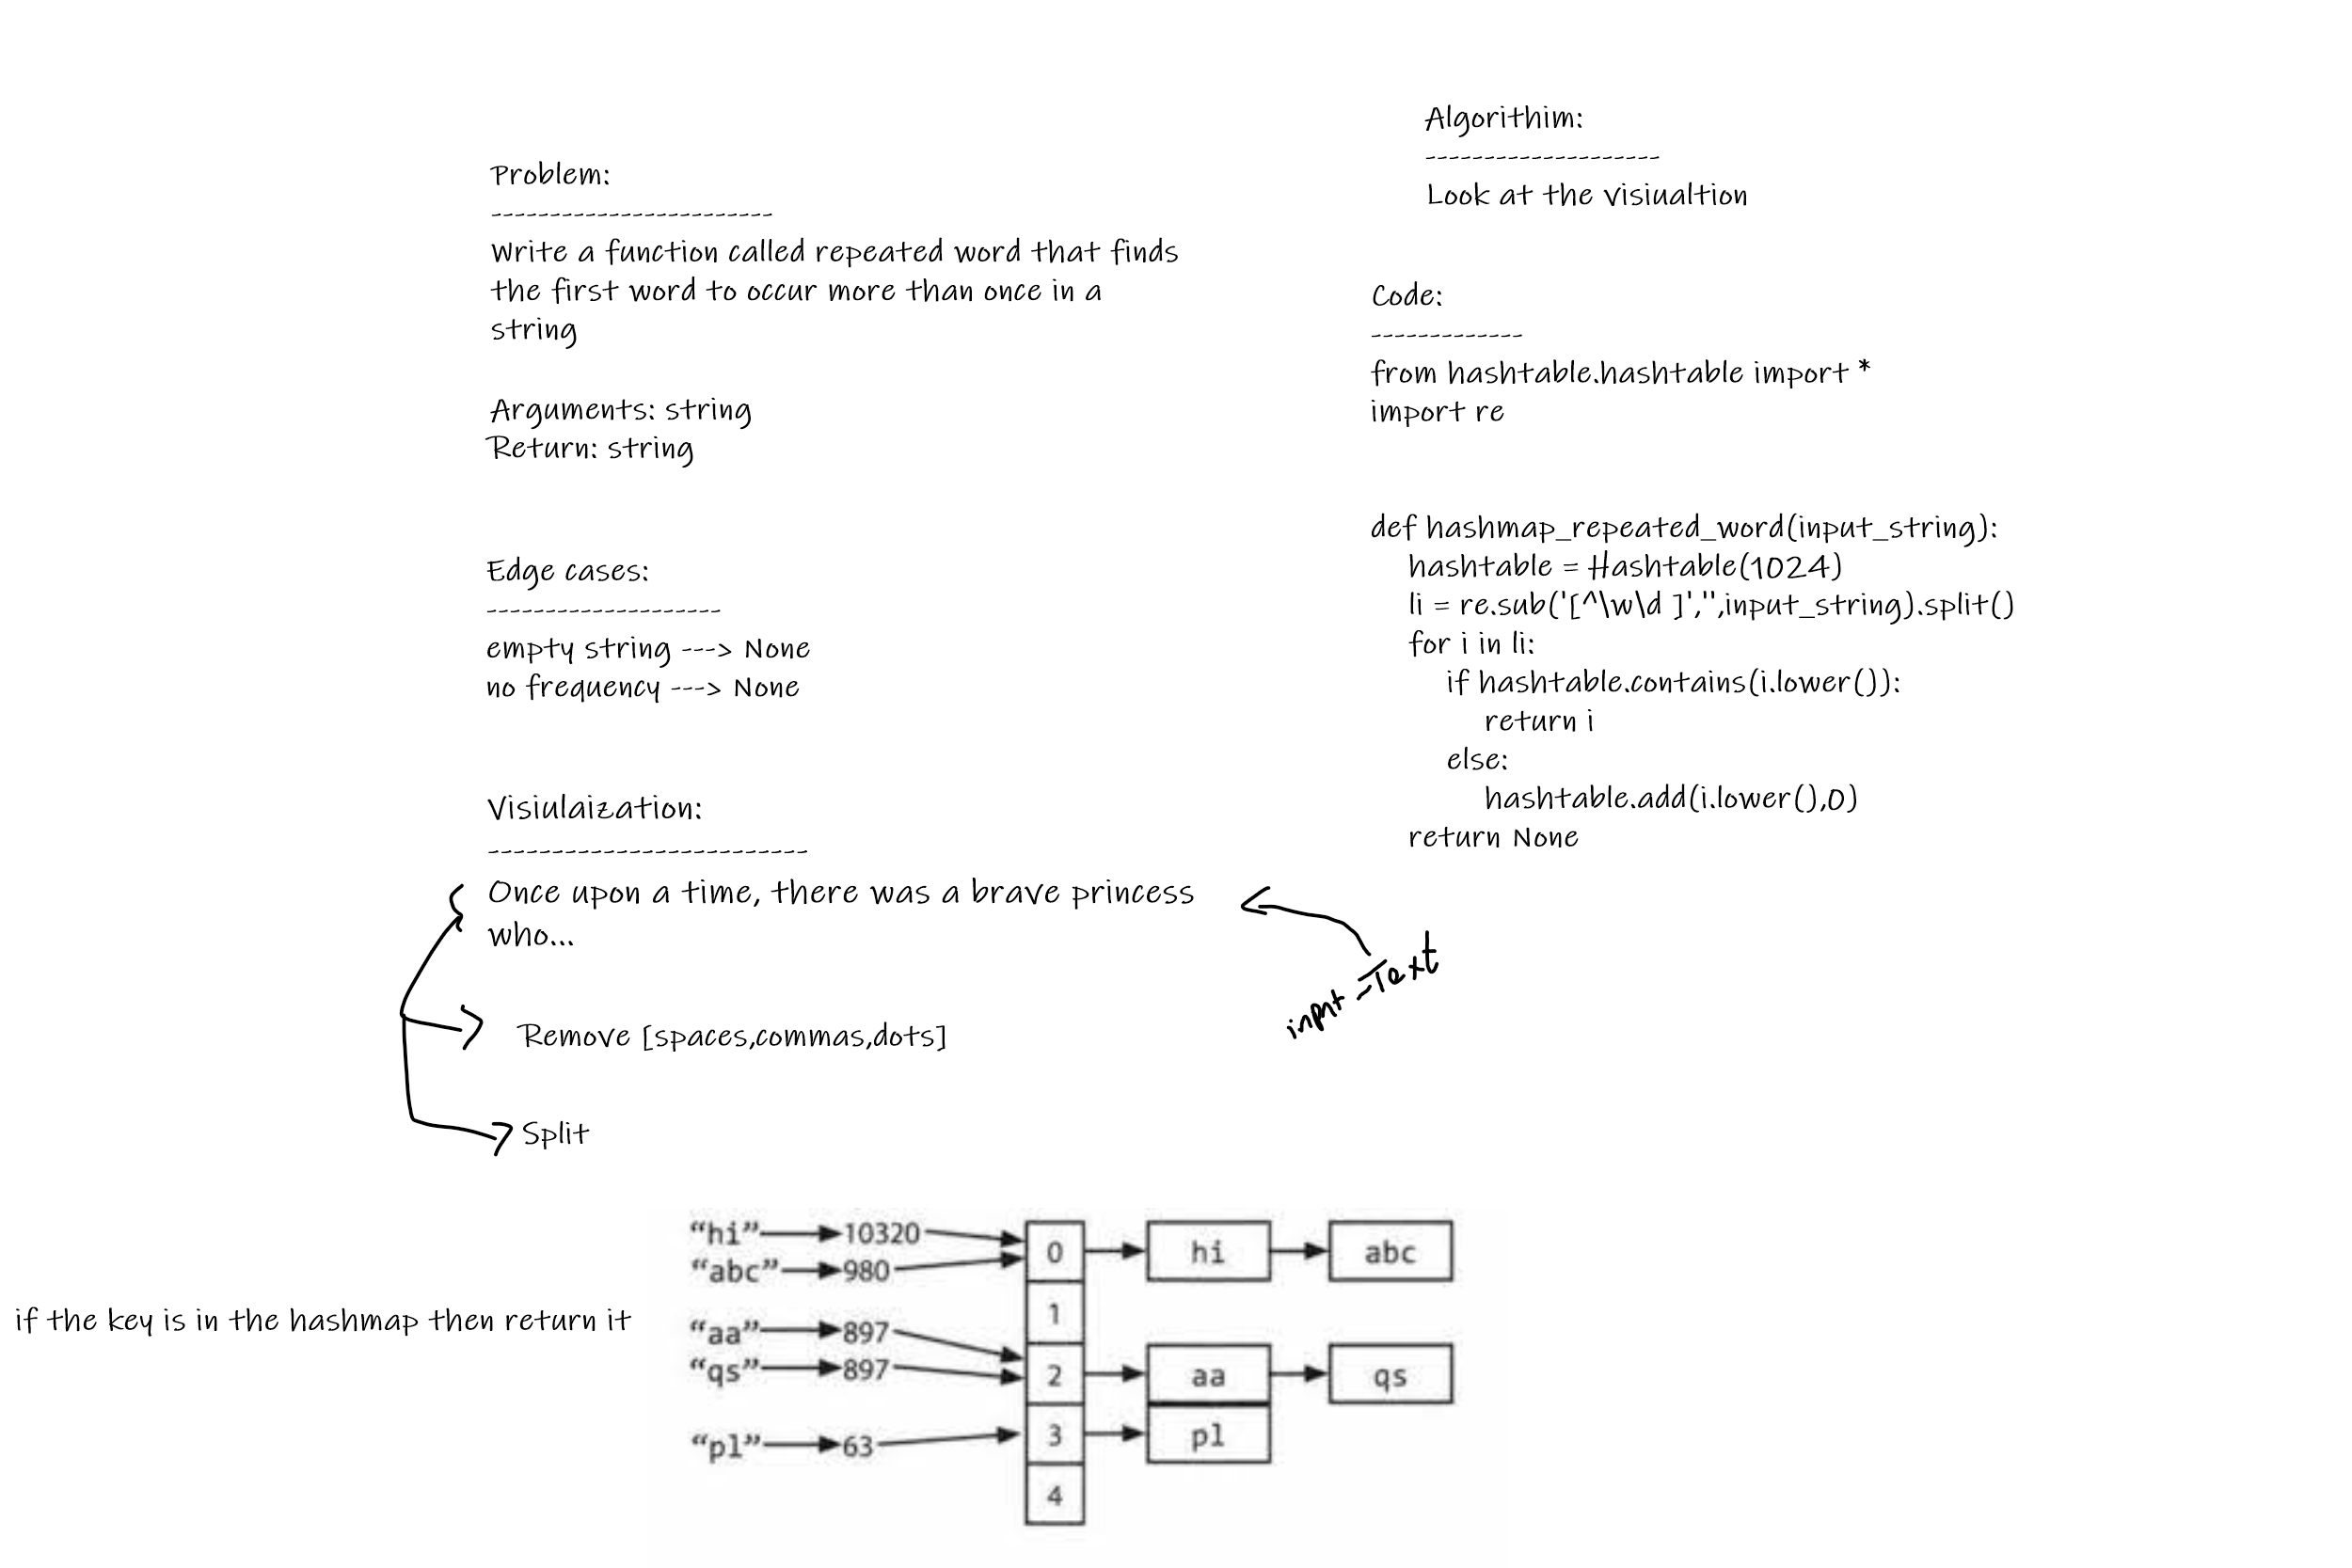 Problem:
------------------------
Write a function called repeated word that finds
the first word to occur more than once in a
string
Arguments: string
Return: string
Edge cases:
--------------------
empty string ---> None
no frequency ---> None
Visiulaization:
-------------------------
Once upon a time, there was a brave princess
who...
input_Text
Remove [spaces,commas,dots]
Split
if the key is in the hashmap then return it
“hi” 10320
“abc” 980
“aa” 897
“qs” 897
“pl” 63
0 hi abc
1
2 aa qs
3 pl
4
Algorithim:
--------------------
Look at the visiualtion
Code:
-------------
from hashtable.hashtable import *
import re
def hashmap_repeated_word(input_string):
hashtable = Hashtable(1024)
li = re.sub('[^\w\d ]','',input_string).split()
for i in li:
if hashtable.contains(i.lower()):
return i
else:
hashtable.add(i.lower(),0)
return None